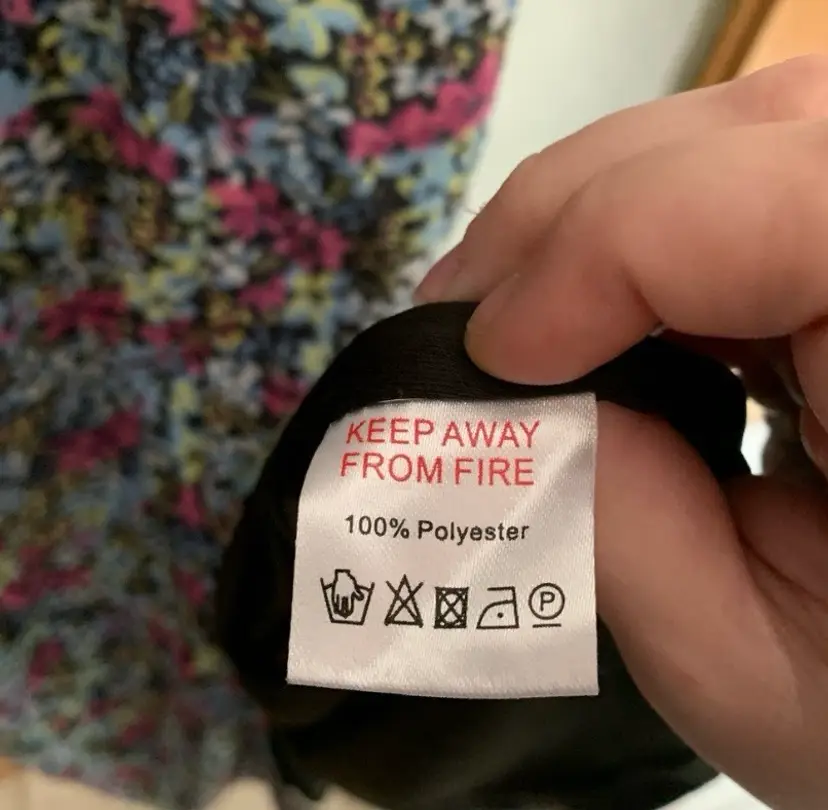 KEEP AWAY
FROM FIRE
100% Polyester
P